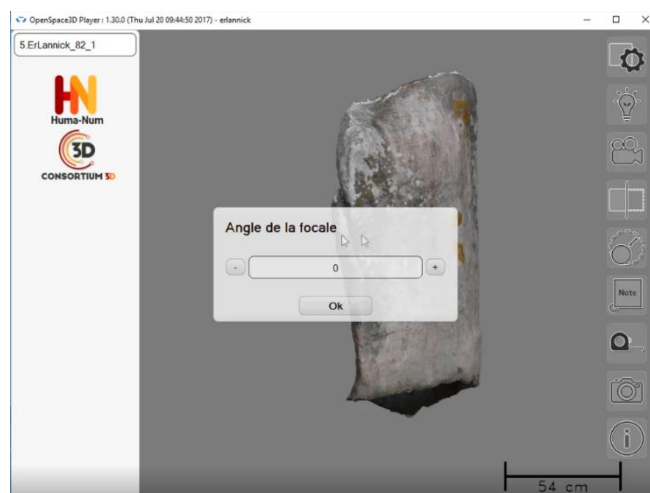 OpenSpace3D Player : 1.30.0 (Thu Jul 20 09:44:50 2017) - erlannick
5.ErLannick_82_1
HN
Huma-Num
3D
CONSORTIUM 3D
Angle de la focale
-
0
+
Ok
Note
i
54 cm